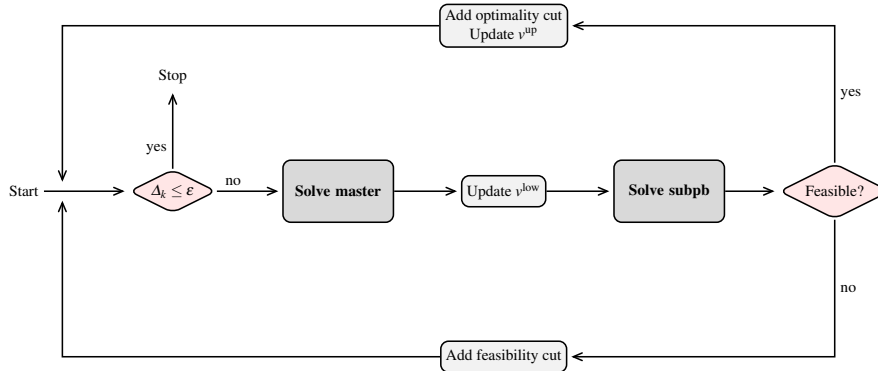 Add optimality cut
Update v^up
Stop
yes
yes
Start
Δ_k ≤ ε
no
Solve master
Update v^low
Solve subpb
Feasible?
no
Add feasibility cut